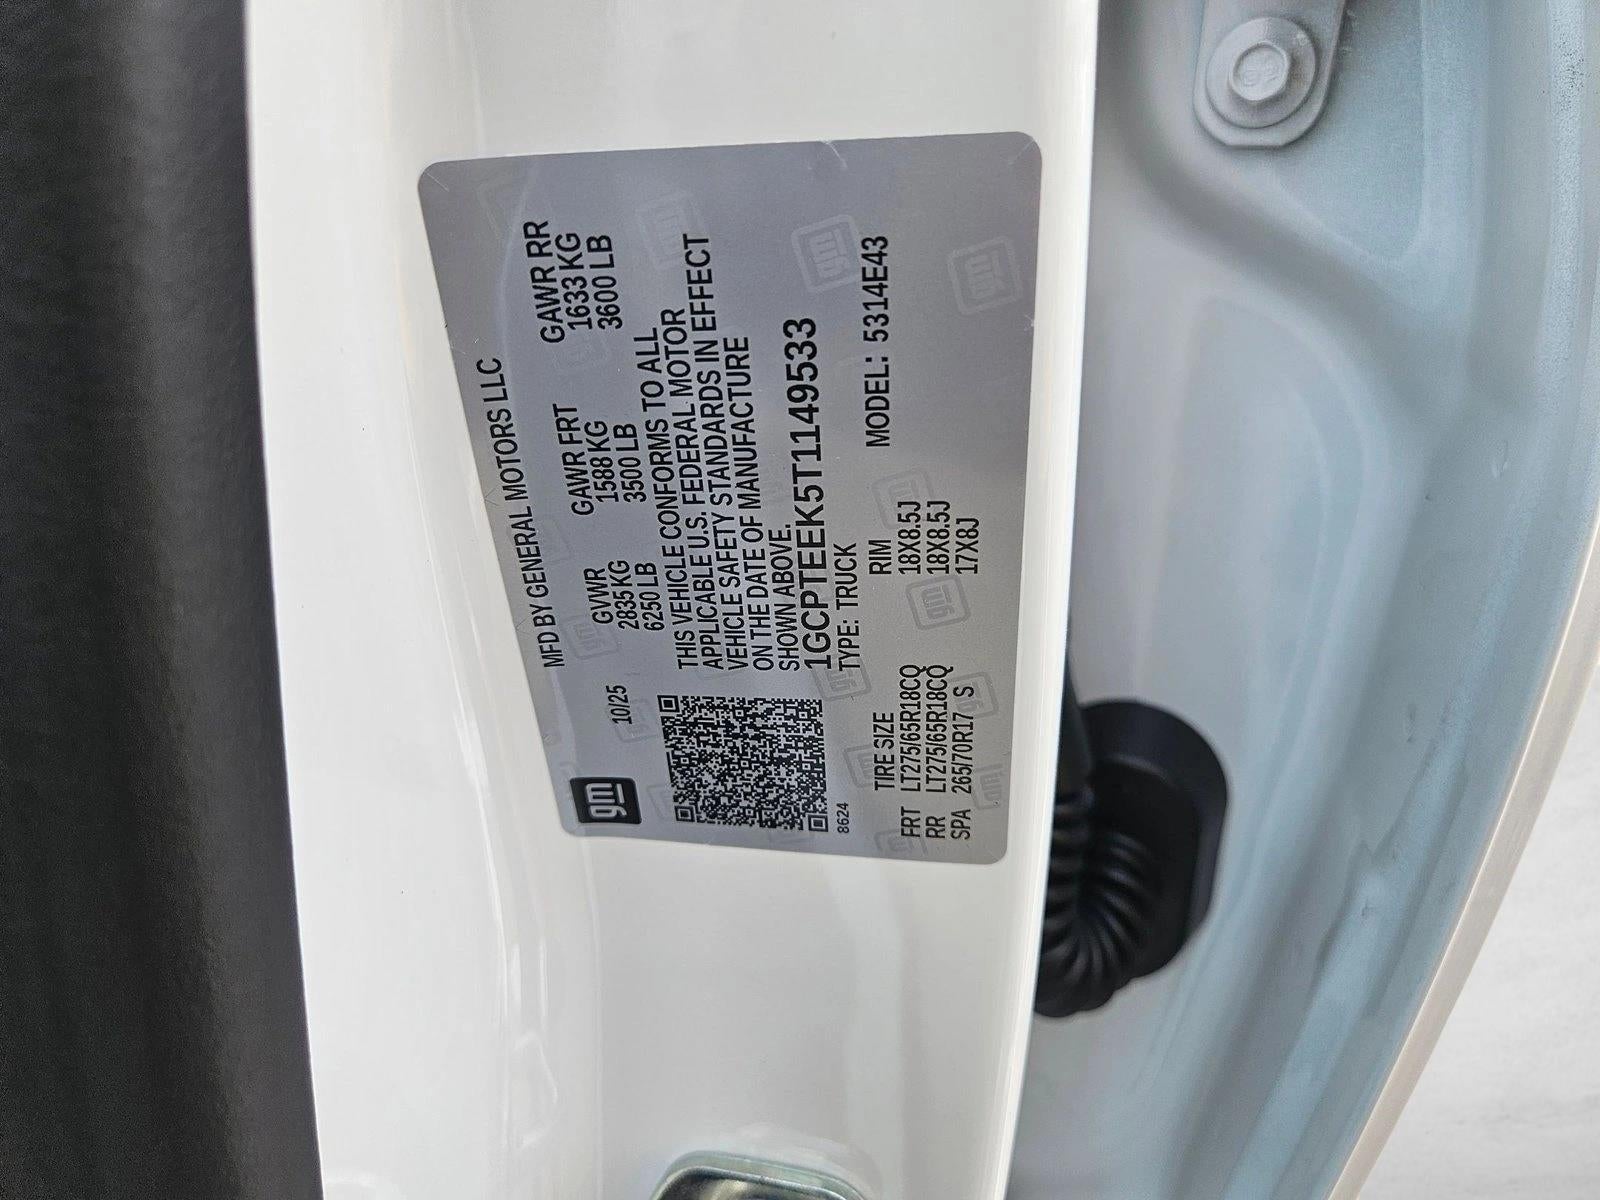 gm
10/25
MFD BY GENERAL MOTORS LLC
GVWR GAWR FRT GAWR RR
2835 KG 1588 KG 1633 KG
6250 LB 3500 LB 3600 LB
THIS VEHICLE CONFORMS TO ALL
APPLICABLE U.S. FEDERAL MOTOR
VEHICLE SAFETY STANDARDS IN EFFECT
ON THE DATE OF MANUFACTURE
SHOWN ABOVE.
1GCPTEEK5T1149533
8624
TYPE: TRUCK
MODEL: 5314E43
TIRE SIZE RIM
FRT LT275/65R18CQ 18X8.5J
RR LT275/65R18CQ 18X8.5J
SPA 265/70R17 S 17X8J